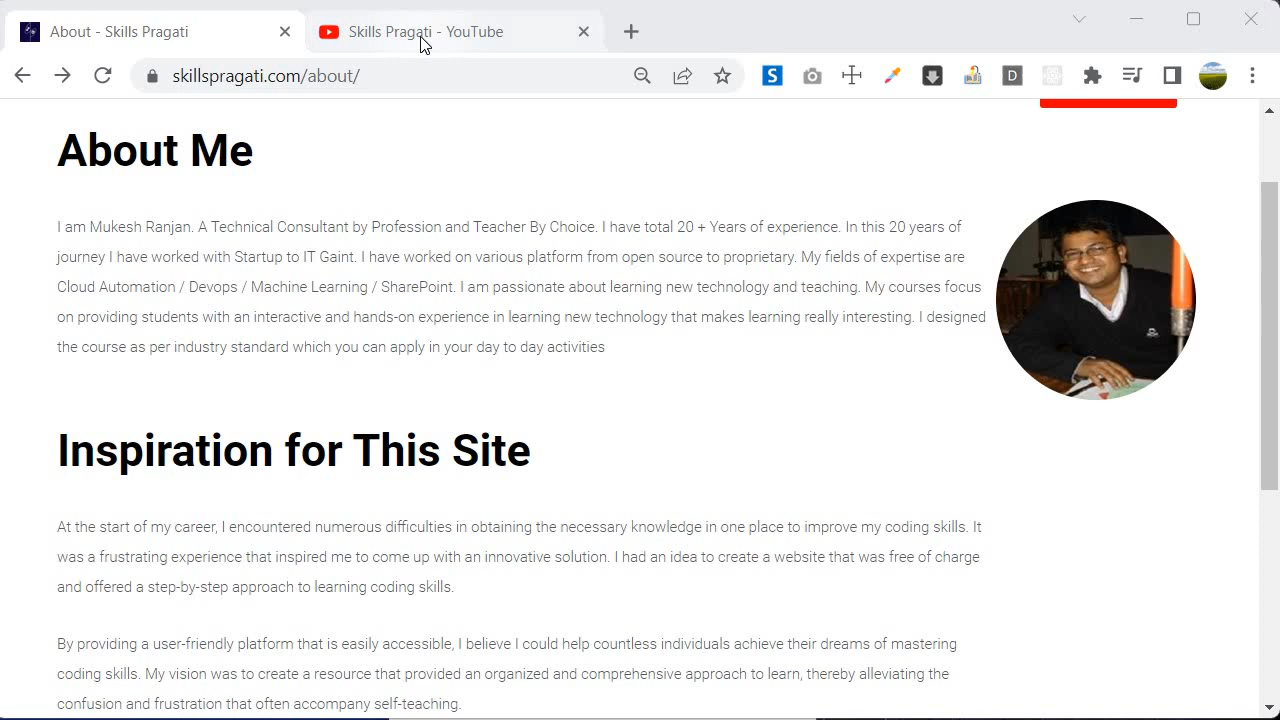 About - Skills Pragati
Skills Pragati - YouTube
skillspragati.com/about/
S
D
About Me
I am Mukesh Ranjan. A Technical Consultant by Profession and Teacher By Choice. I have total 20 + Years of experience. In this 20 years of
journey I have worked with Startup to IT Gaint. I worked on various platform from open source to proprietary. My fields of expertise are
Cloud Automation / Devops / Machine Learning / SharePoint. I am passionate about learning new technology and teaching. My courses focus
on providing students with an interactive and hands-on experience in learning new technology that makes learning really interesting. I designed
the course as per industry standard which you can apply in your day to day activities
Inspiration for This Site
At the start of my career, I encountered numerous difficulties in obtaining the necessary knowledge in one place to improve my coding skills. It
was a frustrating experience that inspired me to come up with an innovative solution. I had an idea to create a website that was free of charge
and offered a step-by-step approach to learning coding skills.
By providing a user-friendly platform that is easily accessible, I believe I could help countless individuals achieve their dreams of mastering
coding skills. My vision was to create a resource that provided an organized and comprehensive approach to learn, thereby alleviating the
confusion and frustration that often accompany self-teaching.